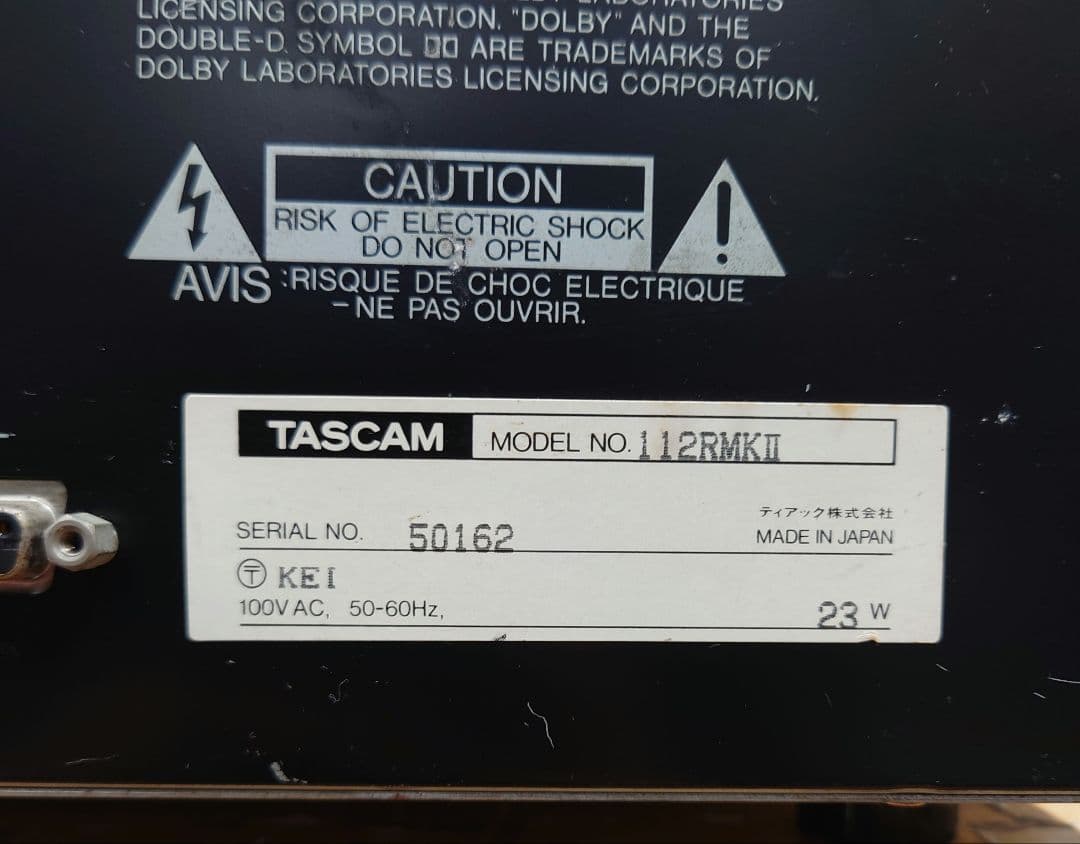 LABORATORIES
LICENSING CORPORATION. "DOLBY" AND THE
DOUBLE-D SYMBOL ARE TRADEMARKS OF
DOLBY LABORATORIES LICENSING CORPORATION.
CAUTION
RISK OF ELECTRIC SHOCK
DO NOT OPEN
AVIS :RISQUE DE CHOC ELECTRIQUE
–NE PAS OUVRIR.
TASCAM MODEL NO. 112RMKⅡ
ティアック株式会社
SERIAL NO. 50162 MADE IN JAPAN
〒 KEI
100V AC, 50-60Hz, 23 W